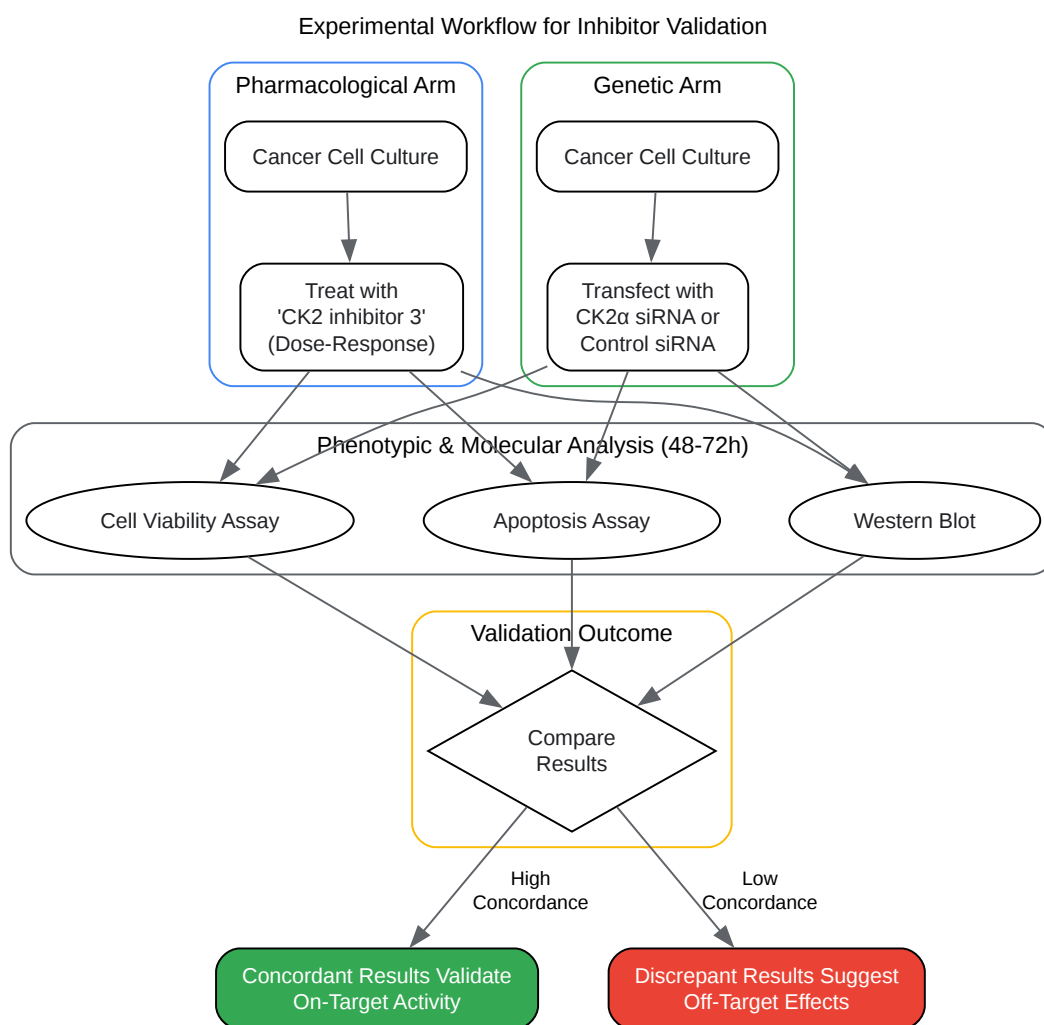 Experimental Workflow for Inhibitor Validation
Pharmacological Arm
Genetic Arm
Cancer Cell Culture
Cancer Cell Culture
Treat with
'CK2 inhibitor 3'
(Dose-Response)
Transfect with
CK2α siRNA or
Control siRNA
Phenotypic & Molecular Analysis (48-72h)
Cell Viability Assay
Apoptosis Assay
Western Blot
Validation Outcome
Compare
Results
High
Concordance
Low
Concordance
Concordant Results Validate
On-Target Activity
Discrepant Results Suggest
Off-Target Effects